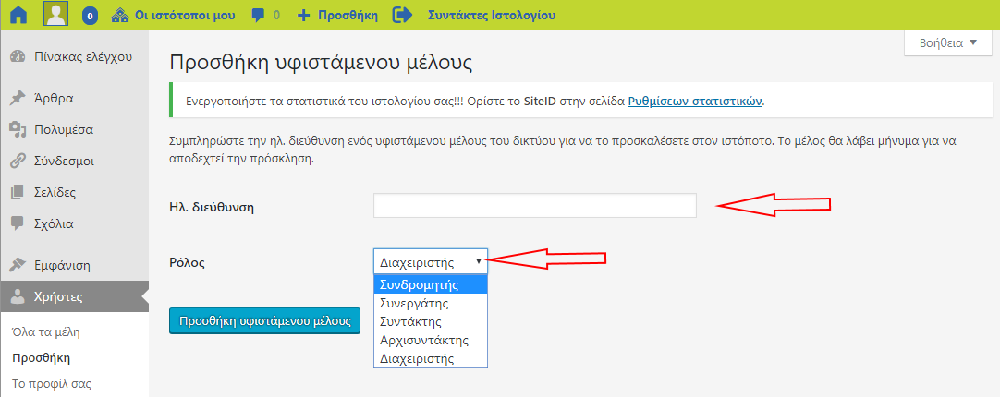 0 Οι ιστότοποι μου 0 Προσθήκη Συντάκτες Ιστολογίου
Βοήθεια
Πίνακας ελέγχου
Άρθρα
Πολυμέσα
Σύνδεσμοι
Σελίδες
Σχόλια
Εμφάνιση
Χρήστες
Όλα τα μέλη
Προσθήκη
Το προφίλ σας
Προσθήκη υφιστάμενου μέλους
Ενεργοποιήστε τα στατιστικά του ιστολογίου σας!!! Ορίστε το SiteID στην σελίδα Ρυθμίσεων στατιστικών.
Συμπληρώστε την ηλ. διεύθυνση ενός υφιστάμενου μέλους του δικτύου για να το προσκαλέσετε στον ιστότοπο. Το μέλος θα λάβει μήνυμα για να
αποδεχτεί την πρόσκληση.
Ηλ. διεύθυνση
Ρόλος
Διαχειριστής
Συνδρομητής
Συνεργάτης
Συντάκτης
Αρχισυντάκτης
Διαχειριστής
Προσθήκη υφιστάμενου μέλους